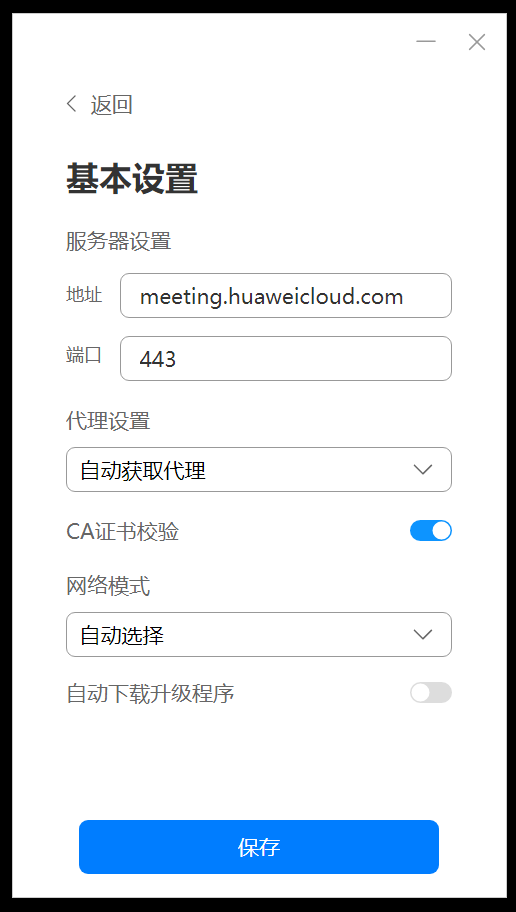 返回
基本设置
服务器设置
地址 meeting.huaweicloud.com
端口 443
代理设置
自动获取代理
CA证书校验
网络模式
自动选择
自动下载升级程序
保存